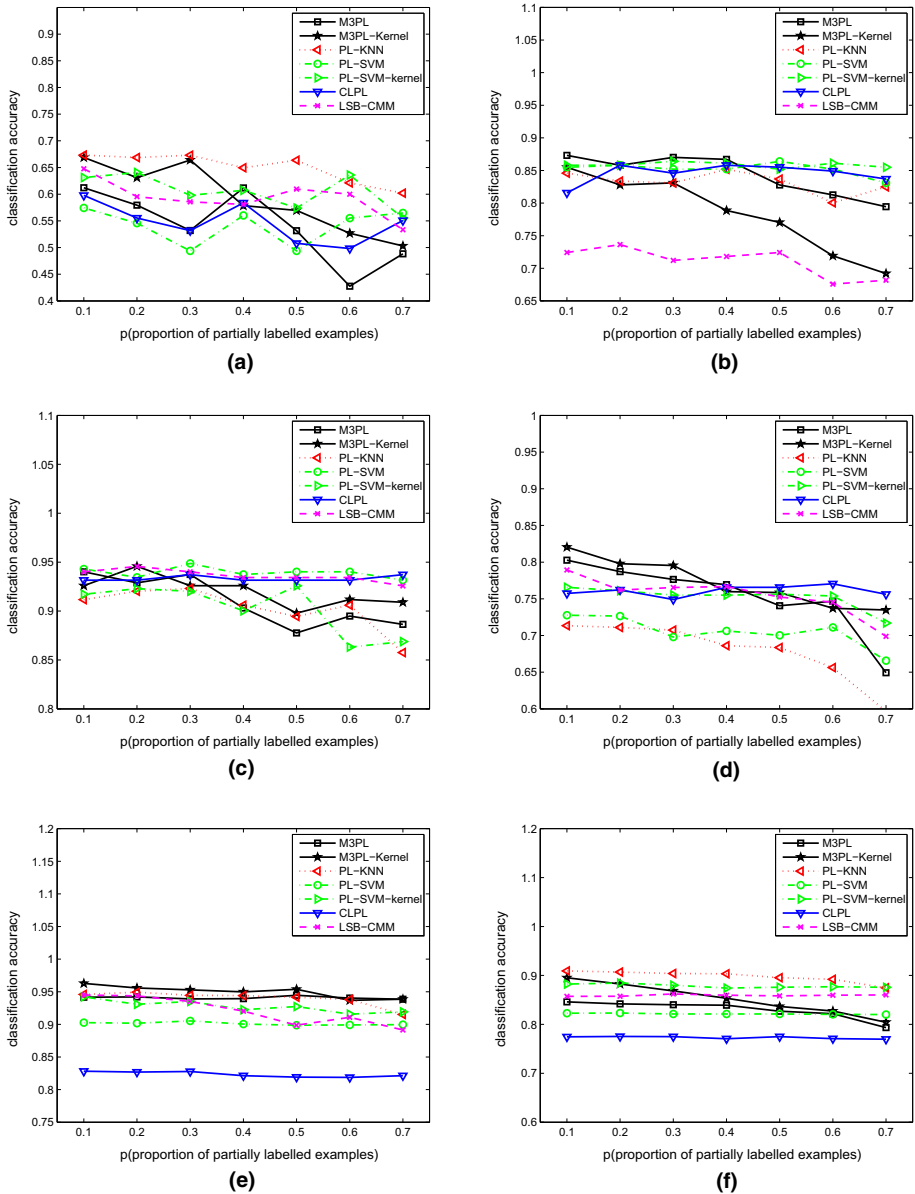 0.95
0.9
0.85
0.8
0.75
0.7
0.65
0.6
0.55
0.5
0.45
0.4
classification accuracy
M3PL
M3PL−Kernel
PL−KNN
PL−SVM
PL−SVM−kernel
CLPL
LSB−CMM
0.1 0.2 0.3 0.4 0.5 0.6 0.7
p(proportion of partially labelled examples)
(a)
1.1
1.05
1
0.95
0.9
0.85
0.8
0.75
0.7
0.65
classification accuracy
M3PL
M3PL−Kernel
PL−KNN
PL−SVM
PL−SVM−kernel
CLPL
LSB−CMM
0.1 0.2 0.3 0.4 0.5 0.6 0.7
p(proportion of partially labelled examples)
(b)
1.1
1.05
1
0.95
0.9
0.85
0.8
classification accuracy
M3PL
M3PL−Kernel
PL−KNN
PL−SVM
PL−SVM−kernel
CLPL
LSB−CMM
0.1 0.2 0.3 0.4 0.5 0.6 0.7
p(proportion of partially labelled examples)
(c)
1
0.95
0.9
0.85
0.8
0.75
0.7
0.65
0.6
classification accuracy
M3PL
M3PL−Kernel
PL−KNN
PL−SVM
PL−SVM−kernel
CLPL
LSB−CMM
0.1 0.2 0.3 0.4 0.5 0.6 0.7
p(proportion of partially labelled examples)
(d)
1.2
1.15
1.1
1.05
1
0.95
0.9
0.85
0.8
0.75
classification accuracy
M3PL
M3PL−Kernel
PL−KNN
PL−SVM
PL−SVM−kernel
CLPL
LSB−CMM
0.1 0.2 0.3 0.4 0.5 0.6 0.7
p(proportion of partially labelled examples)
(e)
1.2
1.1
1
0.9
0.8
0.7
0.6
classification accuracy
M3PL
M3PL−Kernel
PL−KNN
PL−SVM
PL−SVM−kernel
CLPL
LSB−CMM
0.1 0.2 0.3 0.4 0.5 0.6 0.7
p(proportion of partially labelled examples)
(f)